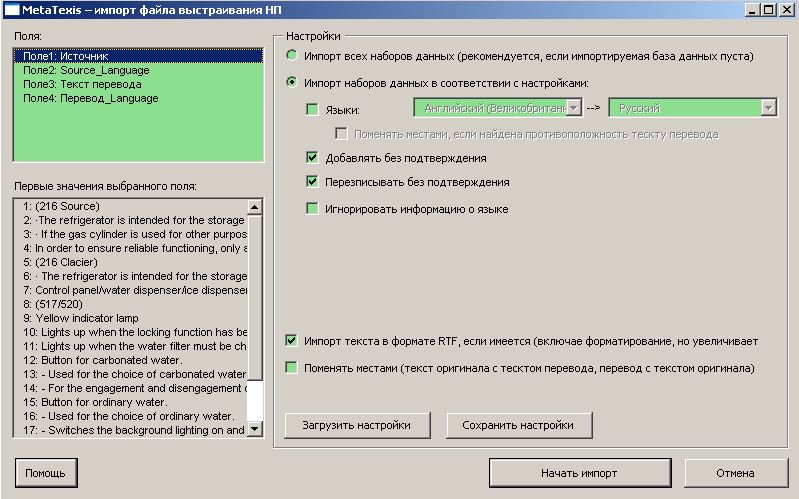 MetaTexis – импорт файла выстраивания НП
Поля:
Поле1: Источник
Поле2: Source_Language
Поле3: Текст перевода
Поле4: Перевод_Language
Первые значения выбранного поля:
1: (216 Source)
2: ·The refrigerator is intended for the storage
3: · If the gas cylinder is used for other purpos
4: In order to ensure reliable functioning, only a
5: (216 Clacier)
6: · The refrigerator is intended for the storage
7: Control panel/water dispenser/ice dispenser
8: (517/520)
9: Yellow indicator lamp
10: Lights up when the locking function has be
11: Lights up when the water filter must be ch
12: Button for carbonated water.
13: - Used for the choice of carbonated water
14: - For the engagement and disengagement o
15: Button for ordinary water.
16: - Used for the choice of ordinary water.
17: - Switches the background lighting on and
Настройки
Импорт всех наборов данных (рекомендуется, если импортируемая база данных пуста)
Импорт наборов данных в соответствии с настройками:
Языки: Английский (Великобритани --> Русский
Поменять местами, если найдена противоположность тескту перевода
Добавлять без подтверждения
Перезписывать без подтверждения
Игнорировать информацию о языке
Импорт текста в формате RTF, если имеется (включае форматирование, но увеличивает
Поменять местами (текст оригинала с тесктом перевода, перевод с текстом оригинала)
Загрузить настройки
Сохранить настройки
Помощь
Начать импорт
Отмена